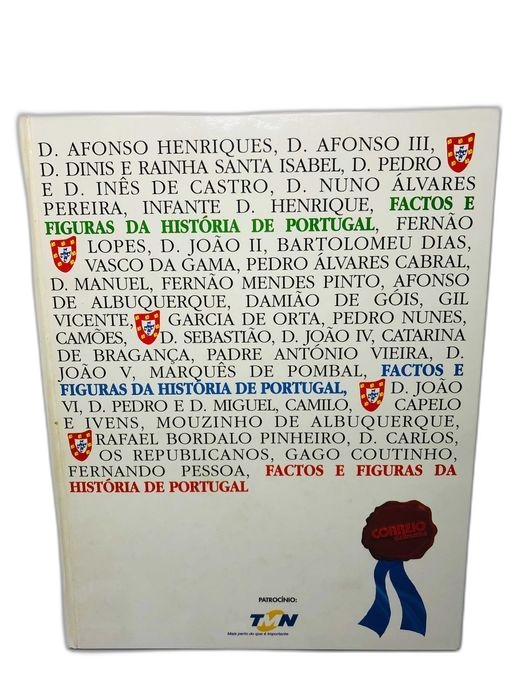 D. AFONSO HENRIQUES, D. AFONSO III,
D. DINIS E RAINHA SANTA ISABEL, D. PEDRO
E D. INÊS DE CASTRO, D. NUNO ÁLVARES
PEREIRA, INFANTE D. HENRIQUE, FACTOS E
FIGURAS DA HISTÓRIA DE PORTUGAL, FERNÃO
LOPES, D. JOÃO II, BARTOLOMEU DIAS,
VASCO DA GAMA, PEDRO ÁLVARES CABRAL,
D. MANUEL, FERNÃO MENDES PINTO, AFONSO
DE ALBUQUERQUE, DAMIÃO DE GÓIS, GIL
VICENTE, GARCIA DE ORTA, PEDRO NUNES,
CAMÕES, D. SEBASTIÃO, D. JOÃO IV, CATARINA
DE BRAGANÇA, PADRE ANTÓNIO VIEIRA, D.
JOÃO V, MARQUÊS DE POMBAL, FACTOS E
FIGURAS DA HISTÓRIA DE PORTUGAL, D. JOÃO
VI, D. PEDRO E D. MIGUEL, CAMILO, CAPELO
E IVENS, MOUZINHO DE ALBUQUERQUE,
RAFAEL BORDALO PINHEIRO, D. CARLOS,
OS REPUBLICANOS, GAGO COUTINHO,
FERNANDO PESSOA, FACTOS E FIGURAS DA
HISTÓRIA DE PORTUGAL
CORREIO
PATROCÍNIO:
TMN
Mais perto do que é importante